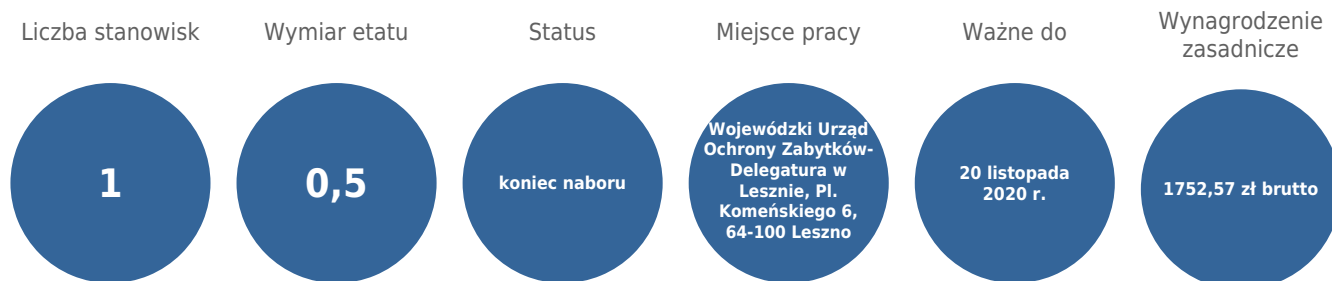 Liczba stanowisk
Wymiar etatu
Status
Miejsce pracy
Ważne do
Wynagrodzenie
zasadnicze
1
0,5
koniec naboru
Wojewódzki Urząd
Ochrony Zabytków-
Delegatura w
Lesznie, Pl.
Komeńskiego 6,
64-100 Leszno
20 listopada
2020 r.
1752,57 zł brutto